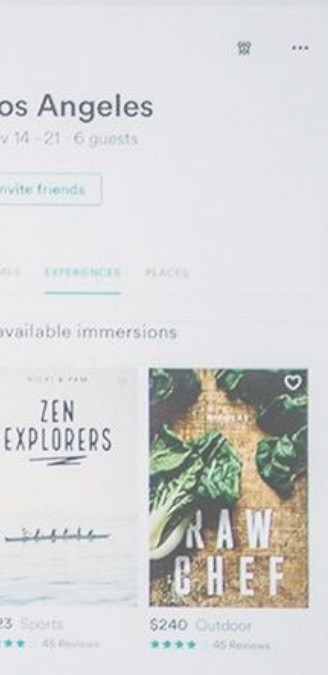 os Angeles
v 14 - 21 · 6 guests
nvite friends
MES EXPERIENCES PLACES
available immersions
ZEN
EXPLORERS
RAW
CHEF
23 Sports
45 Reviews
$240 Outdoor
45 Reviews